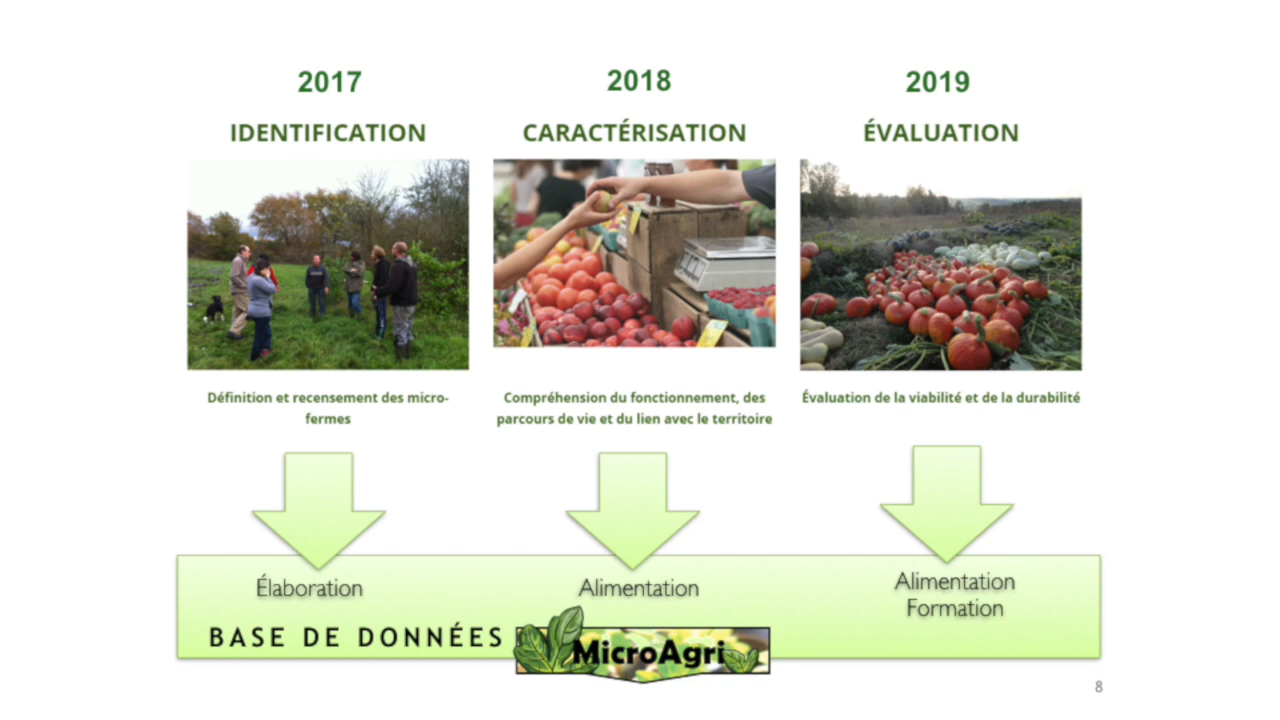 2017
IDENTIFICATION
Définition et recensement des micro-
fermes
2018
CARACTÉRISATION
Compréhension du fonctionnement, des
parcours de vie et du lien avec le territoire
2019
ÉVALUATION
Évaluation de la viabilité et de la durabilité
Élaboration
Alimentation
Alimentation
Formation
BASE DE DONNÉES
MicroAgri
8